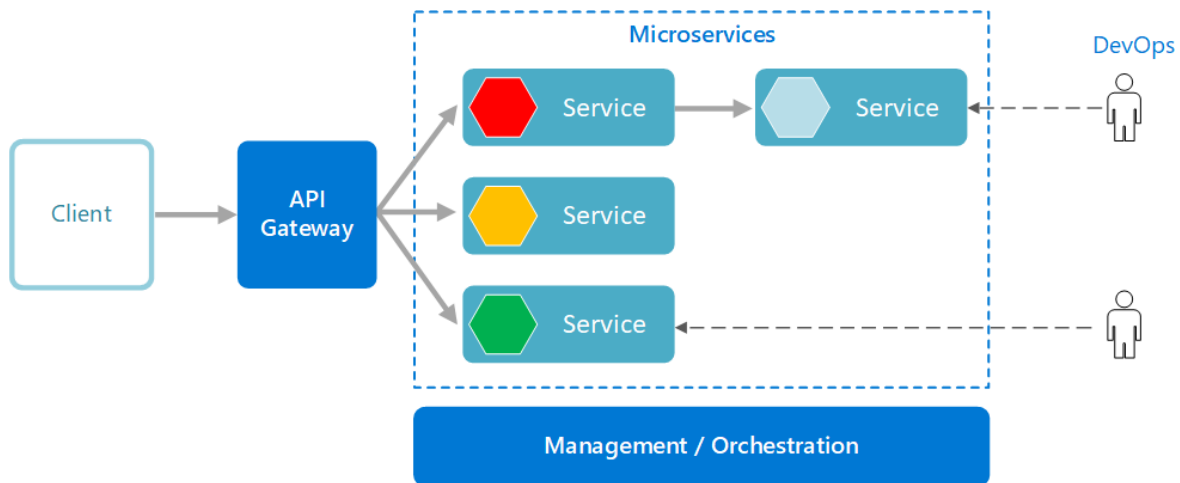 Microservices
DevOps
Service
Service
Client
API
Gateway
Service
Service
Management / Orchestration